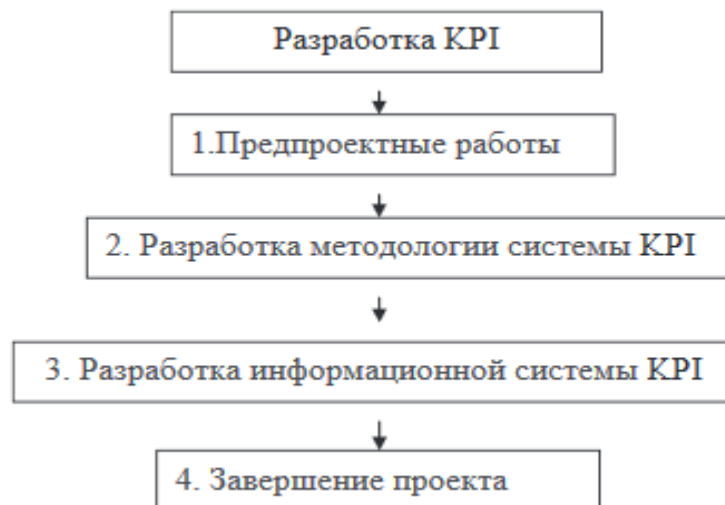 Разработка KPI
1.Предпроектные работы
2. Разработка методологии системы KPI
3. Разработка информационной системы KPI
4. Завершение проекта